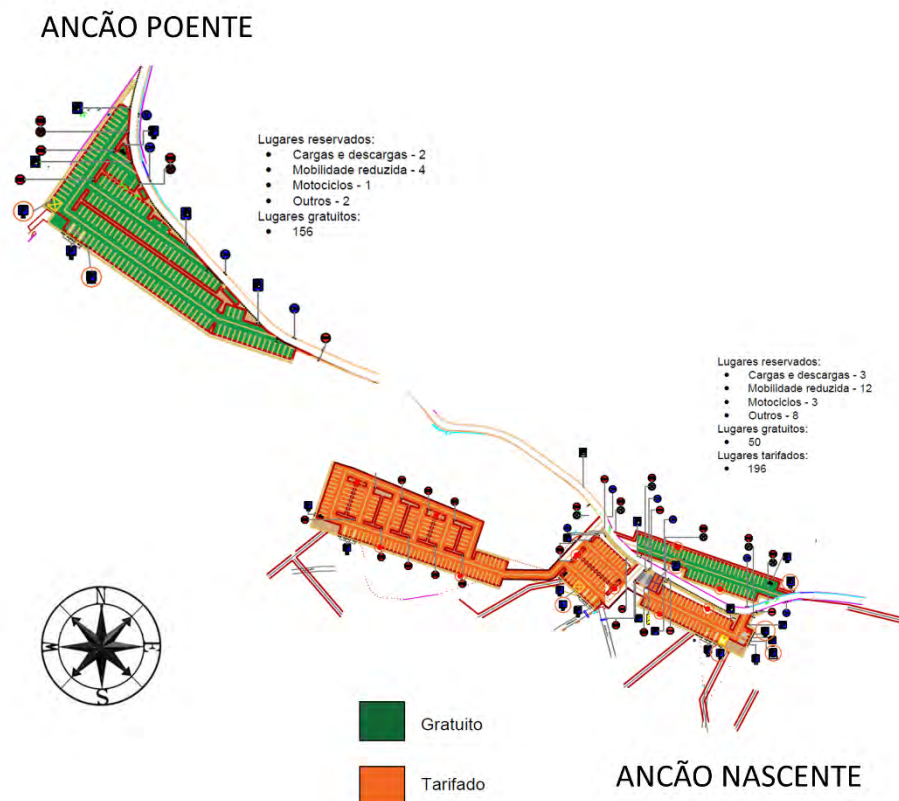 ANCÃO POENTE
Lugares reservados:
• Cargas e descargas - 2
• Mobilidade reduzida - 4
• Motociclos - 1
• Outros - 2
Lugares gratuitos:
• 156
Lugares reservados:
• Cargas e descargas - 3
• Mobilidade reduzida - 12
• Motociclos - 3
• Outros - 8
Lugares gratuitos:
• 50
Lugares tarifados:
• 196
N
W
E
S
Gratuito
Tarifado
ANCÃO NASCENTE